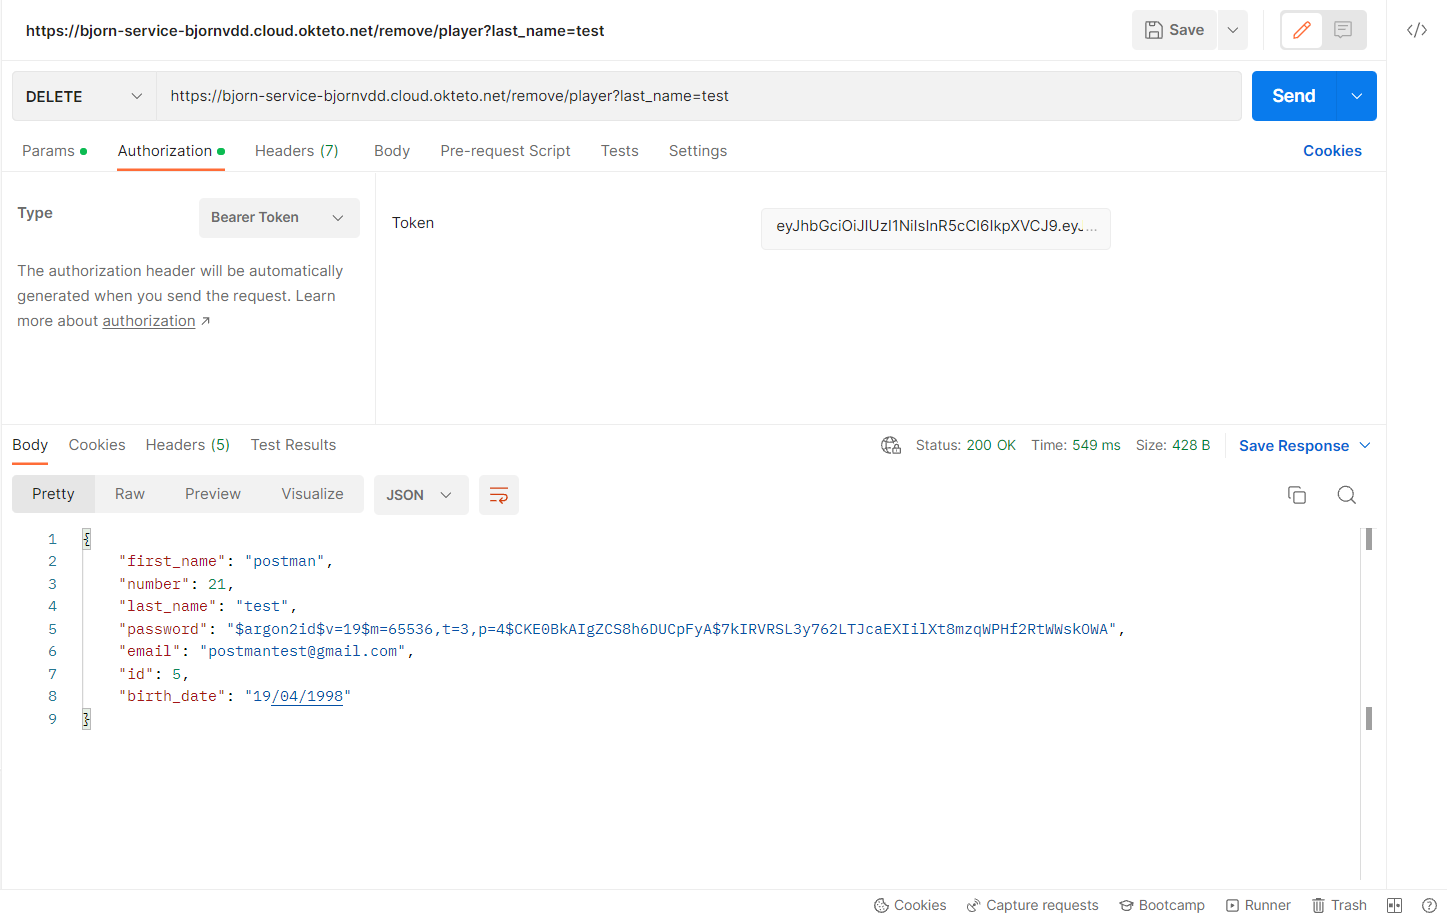 https://bjorn-service-bjornvdd.cloud.okteto.net/remove/player?last_name=test
Save
DELETE
https://bjorn-service-bjornvdd.cloud.okteto.net/remove/player?last_name=test
Send
Params Authorization Headers (7) Body Pre-request Script Tests Settings Cookies
Type
Bearer Token
Token
eyJhbGciOiJIUzI1NiIsInR5cCI6IkpXVCJ9.eyJ...
The authorization header will be automatically
generated when you send the request. Learn
more about authorization ↗
Body Cookies Headers (5) Test Results Status: 200 OK Time: 549 ms Size: 428 B Save Response
Pretty Raw Preview Visualize JSON
1 {
2 "first_name": "postman",
3 "number": 21,
4 "last_name": "test",
5 "password": "$argon2id$v=19$m=65536,t=3,p=4$CKE0BkAIgZCS8h6DUCpFyA$7kIRVRSL3y762LTJcaEXIilXt8mzqWPHf2RtWWskOWA",
6 "email": "postmantest@gmail.com",
7 "id": 5,
8 "birth_date": "19/04/1998"
9 }
Cookies Capture requests Bootcamp Runner Trash